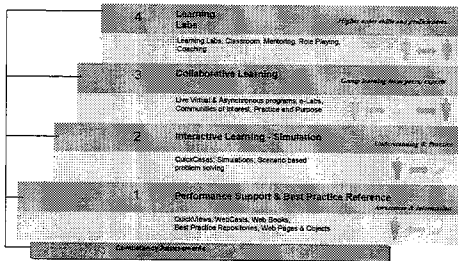 4 Learning
Labs
Higher order skills and proficiencies
Learning Labs, Classroom, Mentoring, Role Playing,
Coaching
3 Collaborative Learning
Group learning from peers, experts
Live Virtual & Asynchronous programs, e-Labs,
Communities of Interest, Practice and Purpose
2 Interactive Learning - Simulation
Understanding & Practice
QuickCases, Simulations, Scenario based
problem solving
1 Performance Support & Best Practice Reference
Awareness & Information
QuickViews, WebCasts, Web Books,
Best Practice Repositories, Web Pages & Objects